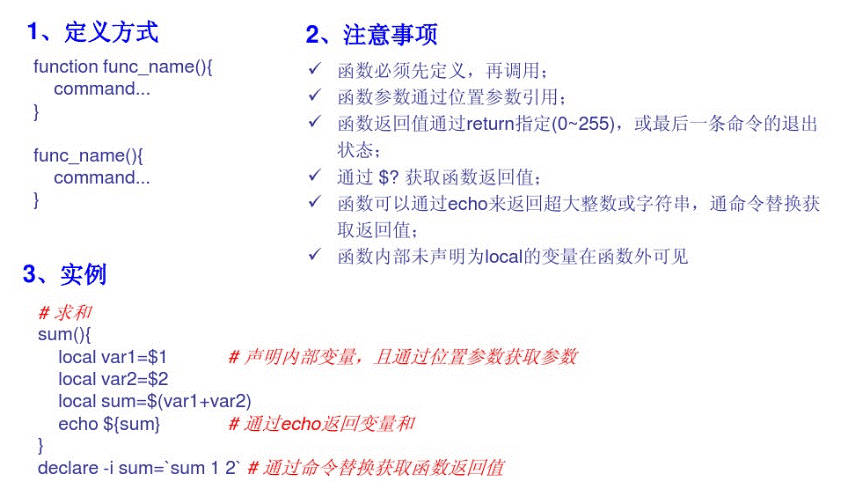 1、定义方式
function func_name(){
command...
}
func_name(){
command...
}
2、注意事项
✓ 函数必须先定义，再调用；
✓ 函数参数通过位置参数引用；
✓ 函数返回值通过return指定(0~255)，或最后一条命令的退出
状态；
✓ 通过 $? 获取函数返回值；
✓ 函数可以通过echo来返回超大整数或字符串，通命令替换获
取返回值；
✓ 函数内部未声明为local的变量在函数外可见
3、实例
# 求和
sum(){
local var1=$1 # 声明内部变量，且通过位置参数获取参数
local var2=$2
local sum=$(var1+var2)
echo ${sum} # 通过echo返回变量和
}
declare -i sum=`sum 1 2` # 通过命令替换获取函数返回值